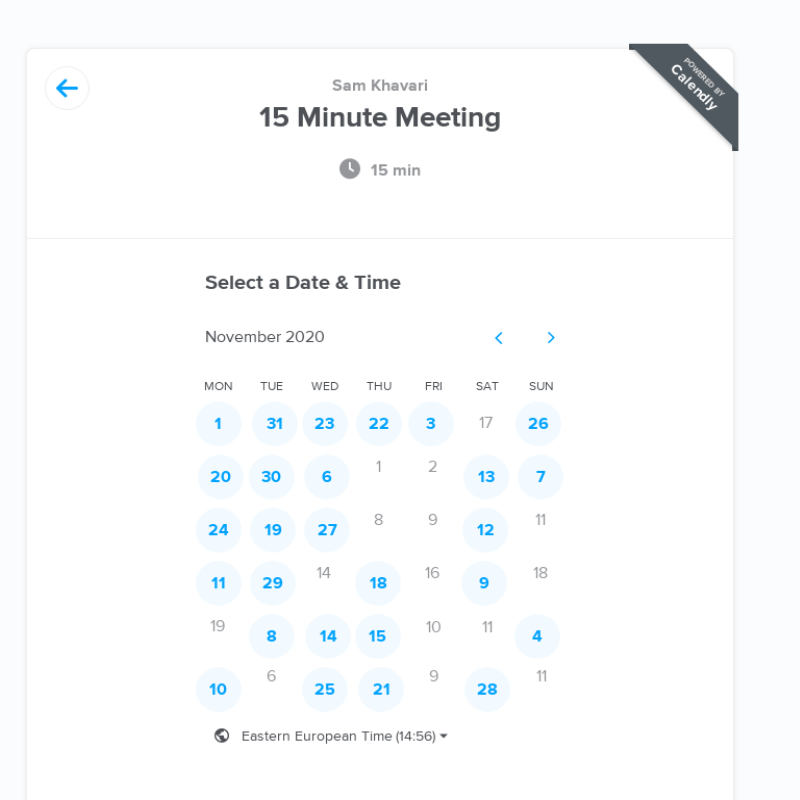 POWERED BY
Calendly
Sam Khavari
15 Minute Meeting
15 min
Select a Date & Time
November 2020
MON TUE WED THU FRI SAT SUN
1 31 23 22 3 17 26
20 30 6 1 2 13 7
24 19 27 8 9 12 11
11 29 14 18 16 9 18
19 8 14 15 10 11 4
10 6 25 21 9 28 11
Eastern European Time (14:56)